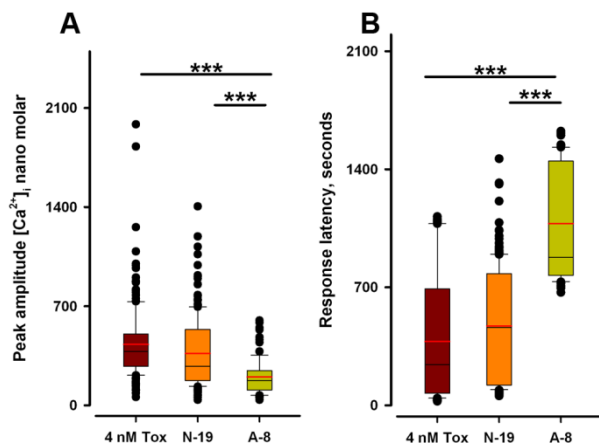 A
Peak amplitude [Ca²⁺]ᵢ nano molar
2100
1400
700
0
***
***
4 nM Tox N-19 A-8
B
Response latency, seconds
2100
1400
700
0
***
***
4 nM Tox N-19 A-8